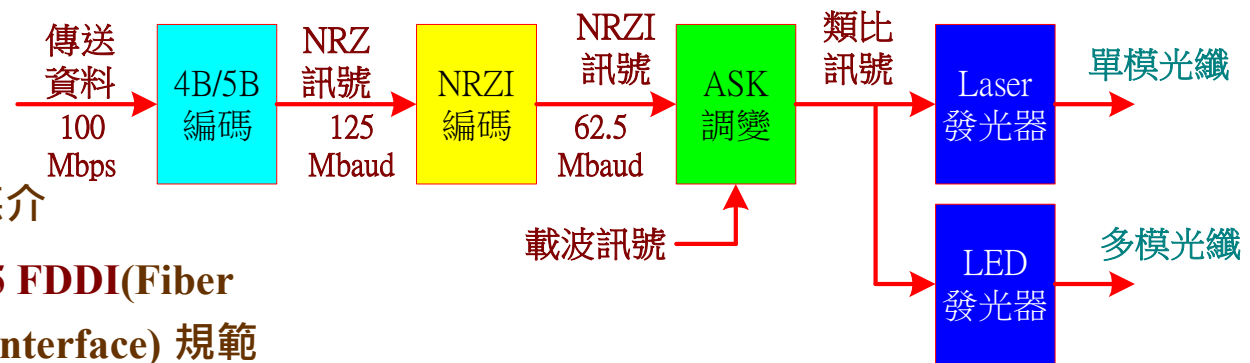 傳送
資料
100
Mbps
4B/5B
編碼
NRZ
訊號
125
Mbaud
NRZI
編碼
NRZI
訊號
62.5
Mbaud
ASK
調變
載波訊號
類比
訊號
Laser
發光器
單模光纖
LED
發光器
多模光纖
介
FDDI(Fiber
nterface) 規範